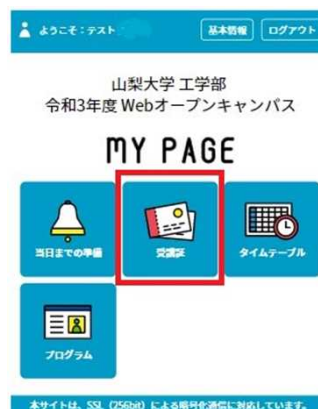 ようこそ：テスト
基本情報
ログアウト
山梨大学 工学部
令和3年度 Webオープンキャンパス
MY PAGE
当日までの準備
受講証
タイムテーブル
プログラム
本サイトは、SSL（256bit）による暗号化通信に対応しています。